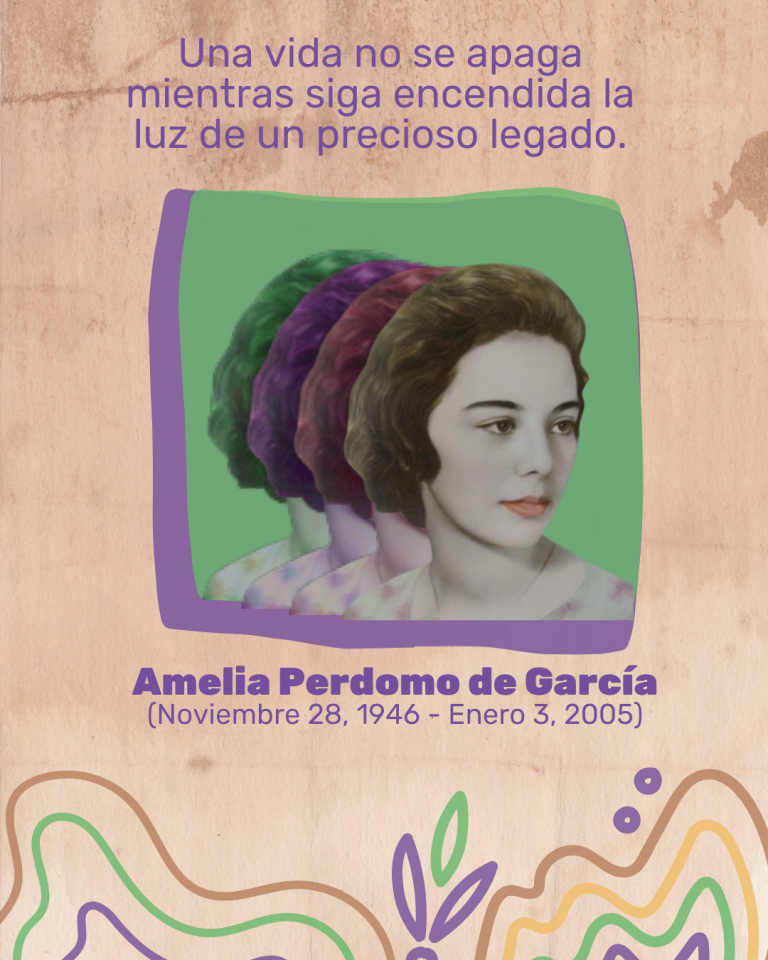 Una vida no se apaga
mientras siga encendida la
luz de un precioso legado.
Amelia Perdomo de García
(Noviembre 28, 1946 - Enero 3, 2005)